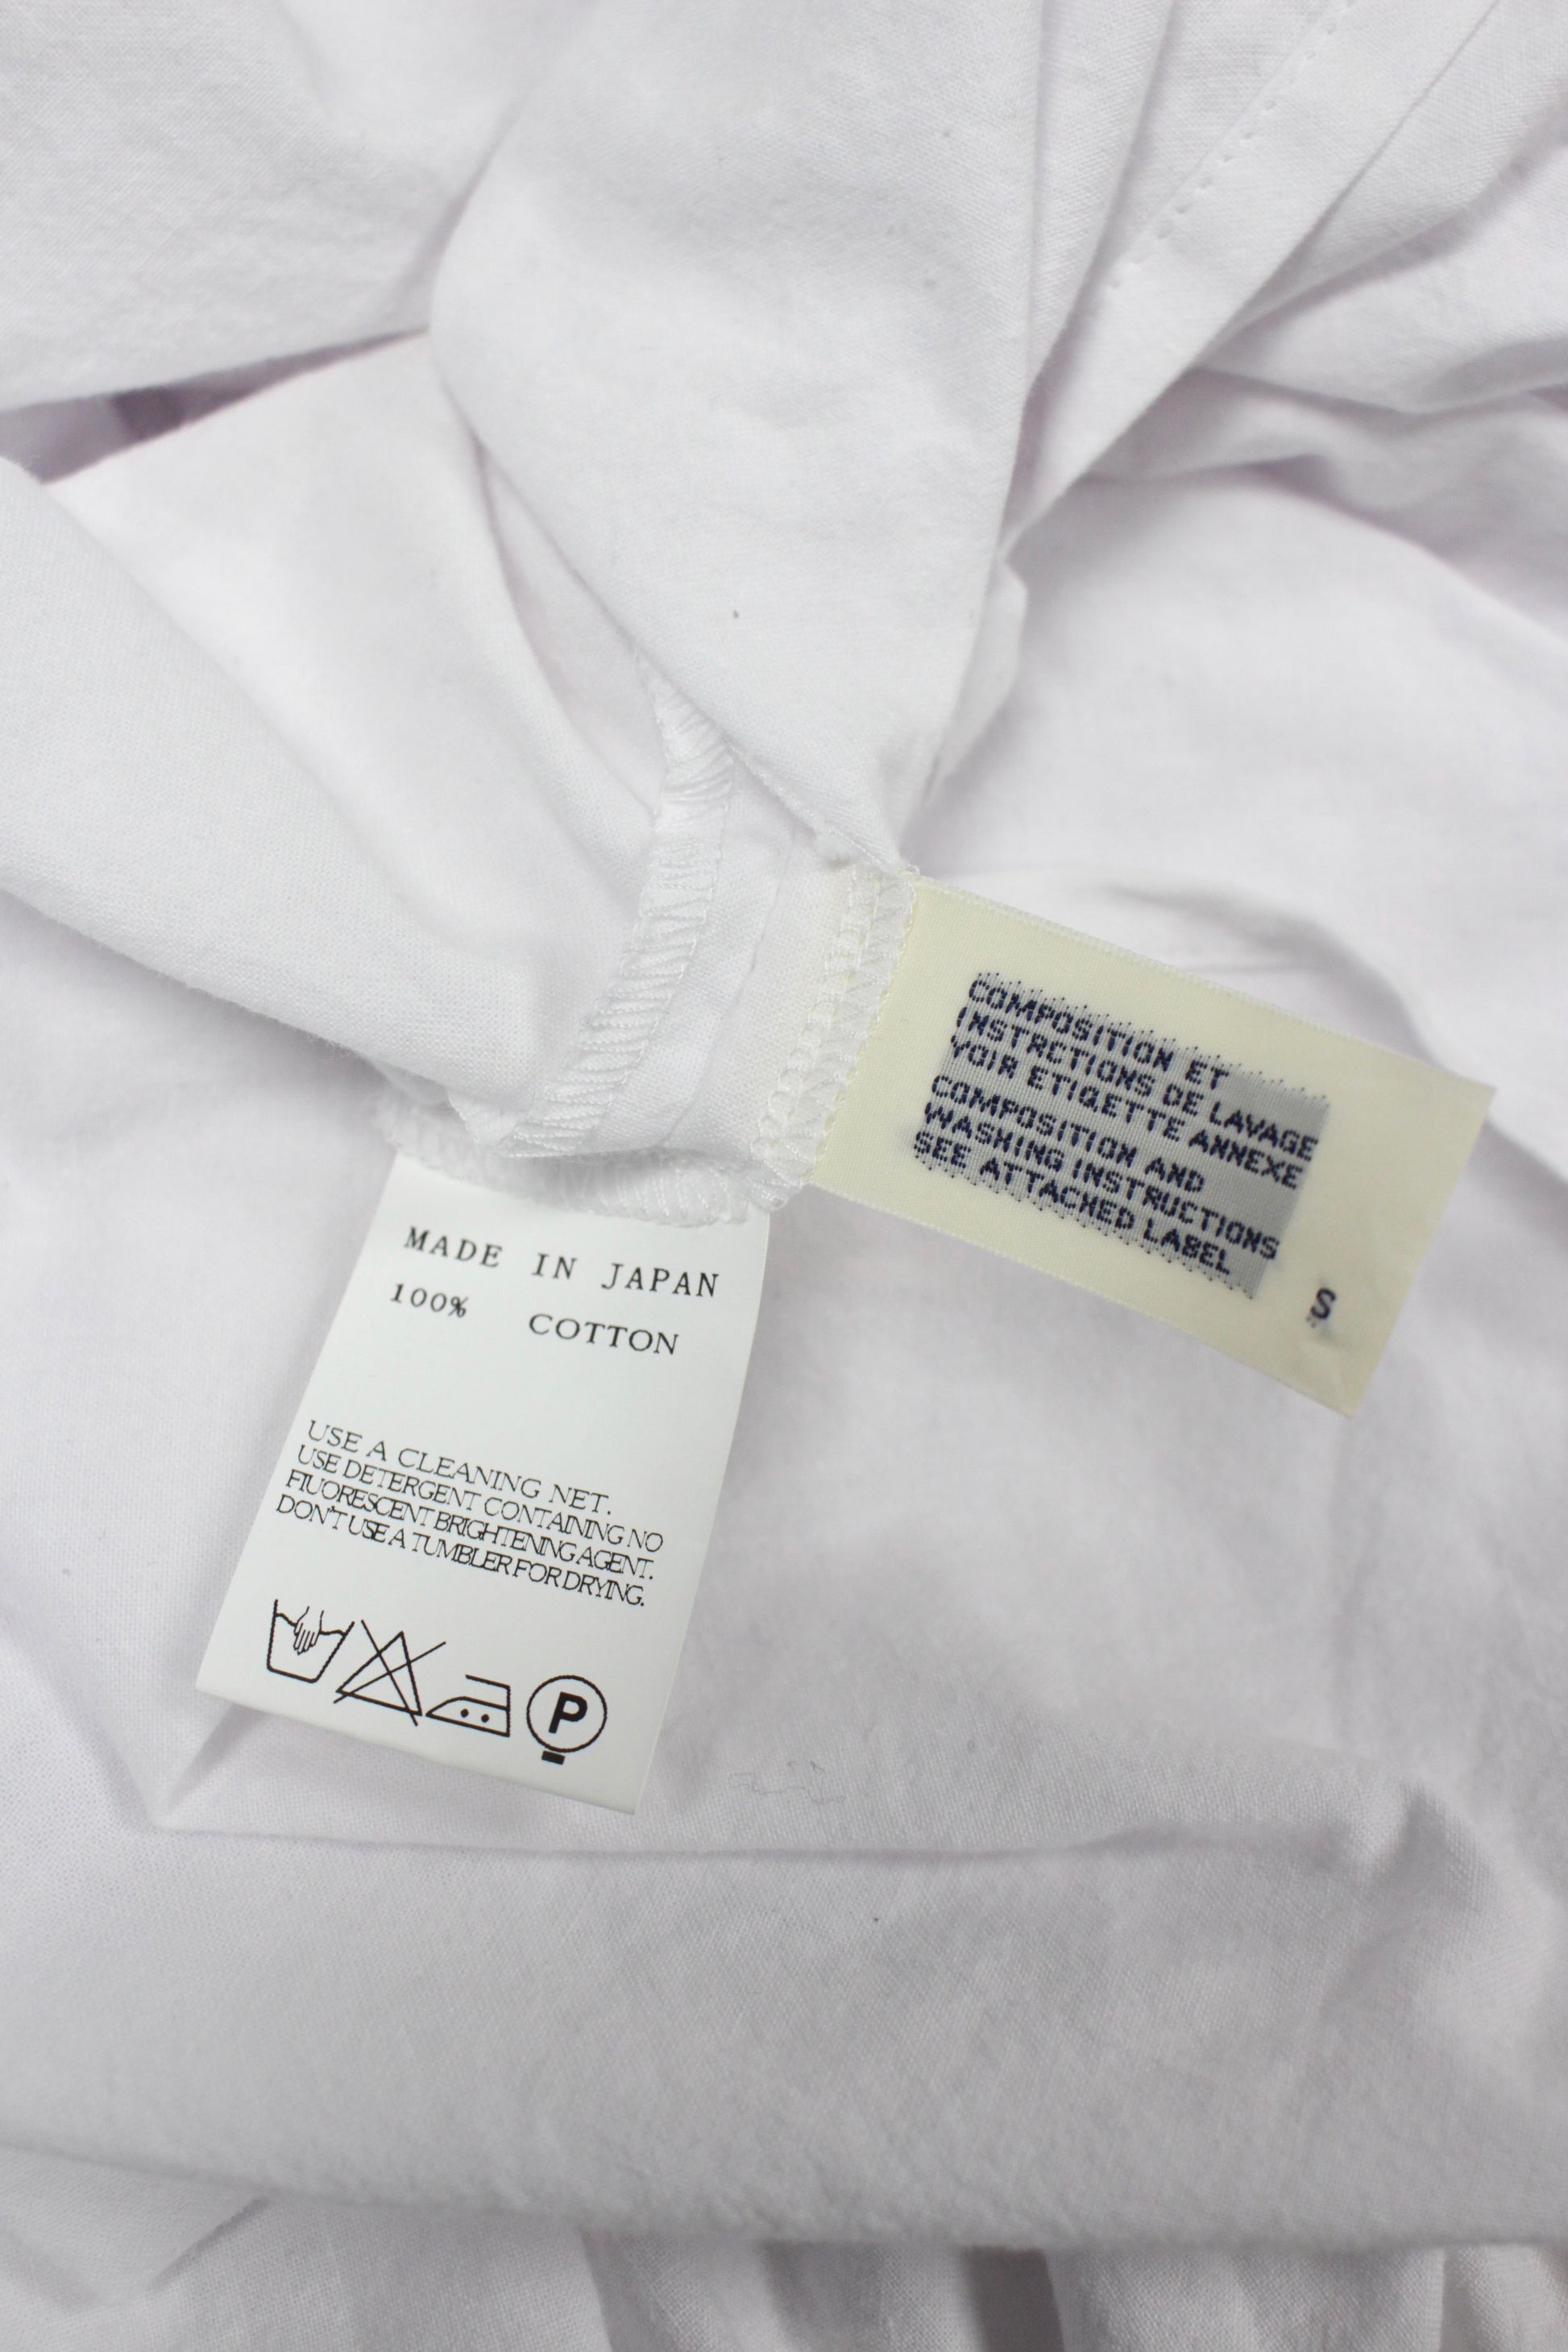 COMPOSITION ET
INSTRCTIONS DE LAVAGE
VOIR ETIQETTE ANNEXE
COMPOSITION AND
WASHING INSTRUCTIONS
SEE ATTACHED LABEL
S
MADE IN JAPAN
100% COTTON
USE A CLEANING NET.
USE DETERGENT CONTAINING NO
FIUORESCENT BRIGHTENING AGENT.
DON'T USE A TUMBLER FOR DRYING.
P